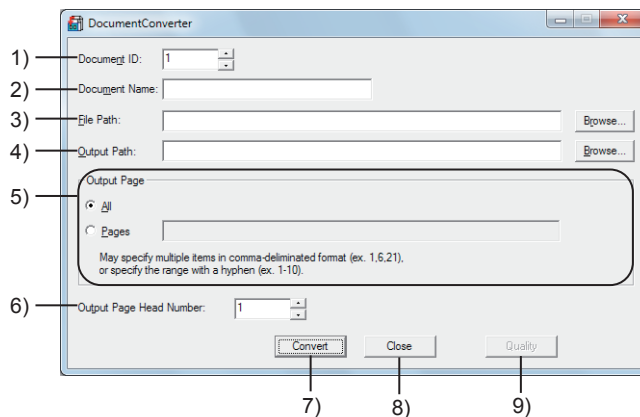 DocumentConverter
1) Document ID: 1
2) Document Name:
3) File Path: Browse...
4) Output Path: Browse...
5) Output Page
All
Pages
May specify multiple items in comma-deliminated format (ex. 1,6,21),
or specify the range with a hyphen (ex. 1-10).
6) Output Page Head Number: 1
Convert Close Quality
7) 8) 9)